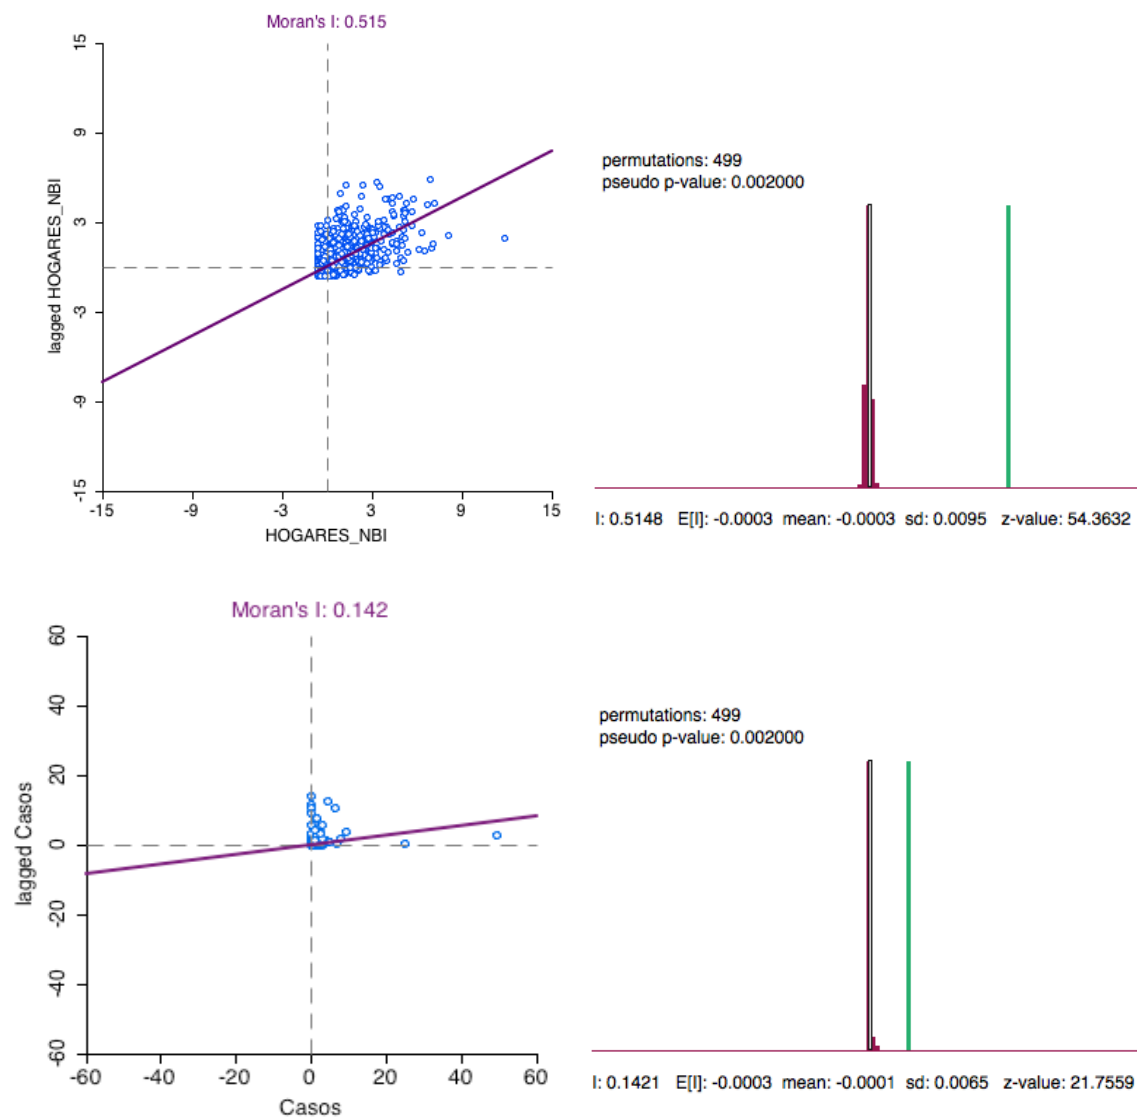 Moran's I: 0.515
15
9
3
-3
-9
-15
lagged HOGARES_NBI
-15 -9 -3 3 9 15
HOGARES_NBI
permutations: 499
pseudo p-value: 0.002000
I: 0.5148 E[I]: -0.0003 mean: -0.0003 sd: 0.0095 z-value: 54.3632
Moran's I: 0.142
60
40
20
0
-20
-40
-60
lagged Casos
-60 -40 -20 0 20 40 60
Casos
permutations: 499
pseudo p-value: 0.002000
I: 0.1421 E[I]: -0.0003 mean: -0.0001 sd: 0.0065 z-value: 21.7559